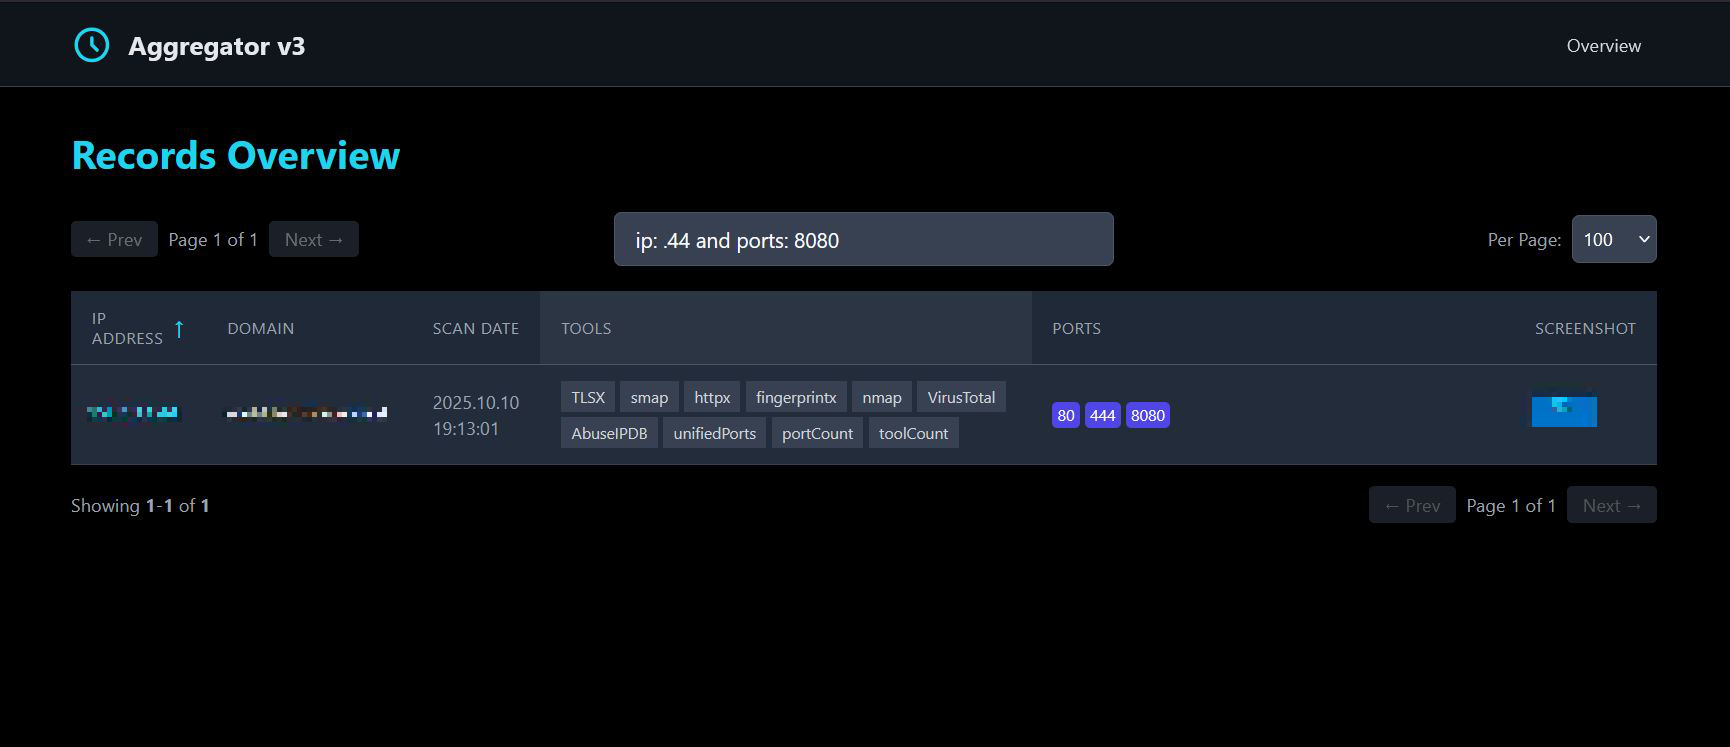 Aggregator v3
Overview
Records Overview
← Prev Page 1 of 1 Next →
ip: .44 and ports: 8080
Per Page: 100
IP ADDRESS ↑ DOMAIN SCAN DATE TOOLS PORTS SCREENSHOT
2025.10.10
19:13:01
TLSX smap httpx fingerprintx nmap VirusTotal
AbuseIPDB unifiedPorts portCount toolCount
80 444 8080
Showing 1-1 of 1
← Prev Page 1 of 1 Next →